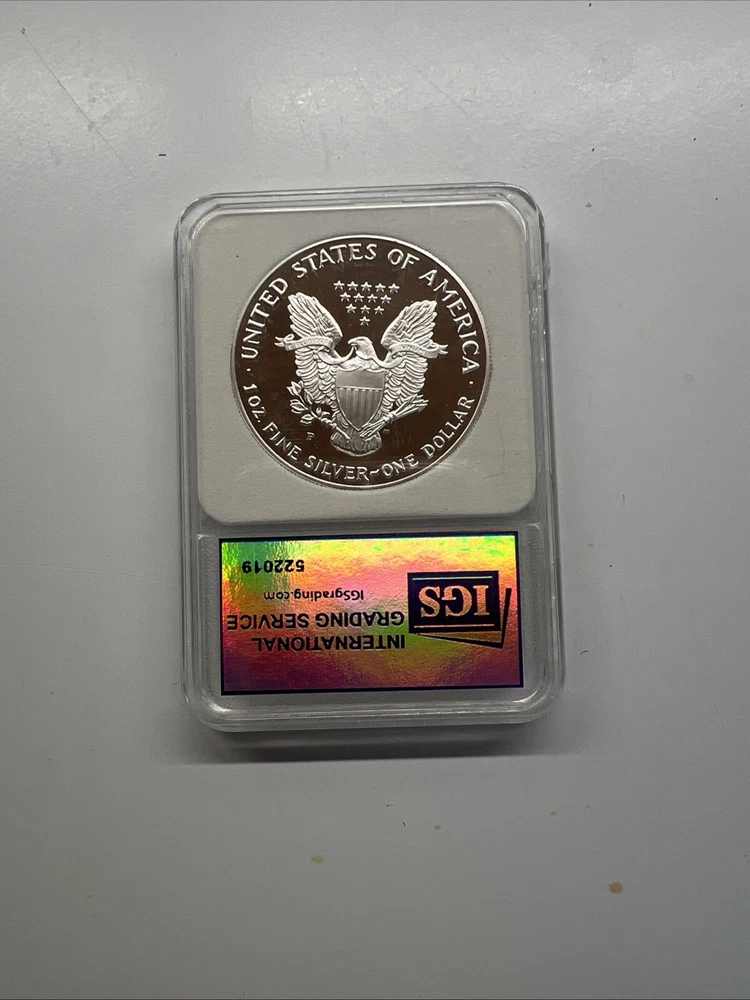 UNITED STATES OF AMERICA
1 OZ. FINE SILVER~ONE DOLLAR
P
INTERNATIONAL
GRADING SERVICE
IGSgrading.com
522019
IGS